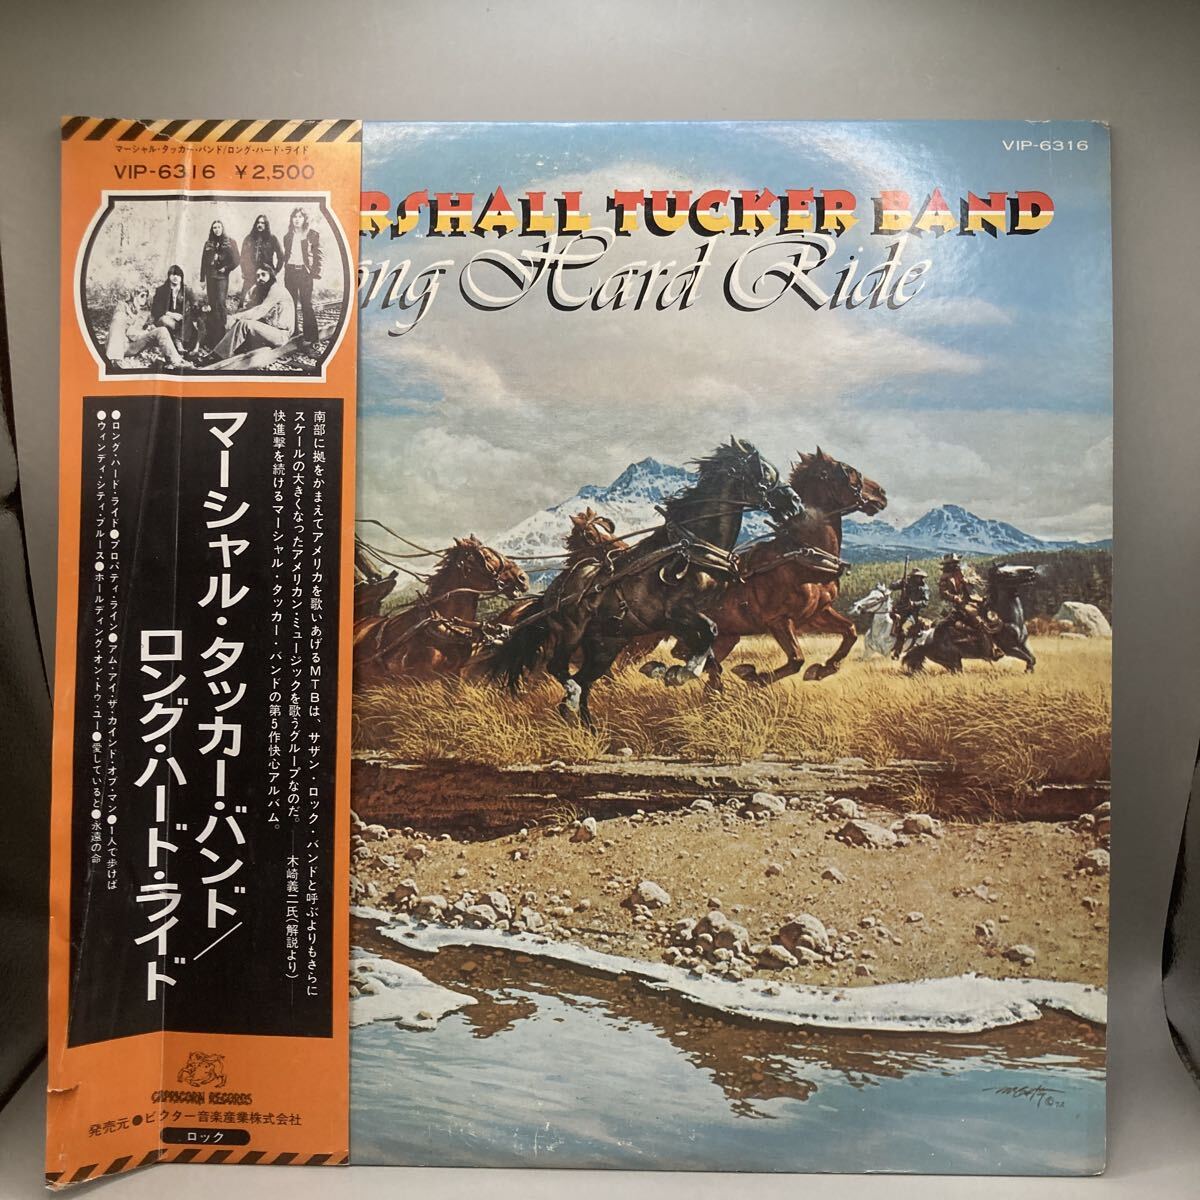 マーシャル・タッカー・バンド/ロング・ハード・ライド
VIP-6316 ¥2,500
南部に拠をかまえてアメリカを歌いあげるMTBは、サザン・ロック・バンドと呼ぶよりもさらに
スケールの大きくなったアメリカン・ミュージックを歌うグループなのだ。——木崎義二氏(解説より)
快進撃を続けるマーシャル・タッカー・バンドの第5作快心アルバム。
マーシャル・タッカー・バンド/
ロング・ハード・ライド
●ロング・ハード・ライド●プロパティ・ライン●アム・アイ・ザ・カインド・オブ・マン●1人で歩けば
●ウィンディ・シティ・ブルース●ホールディング・オン・トゥ・ユー●愛していると●永遠の命
CAPRICORN RECORDS
発売元●ビクター音楽産業株式会社
ロック
VIP-6316
RSHALL TUCKER BAND
ong Hard Ride